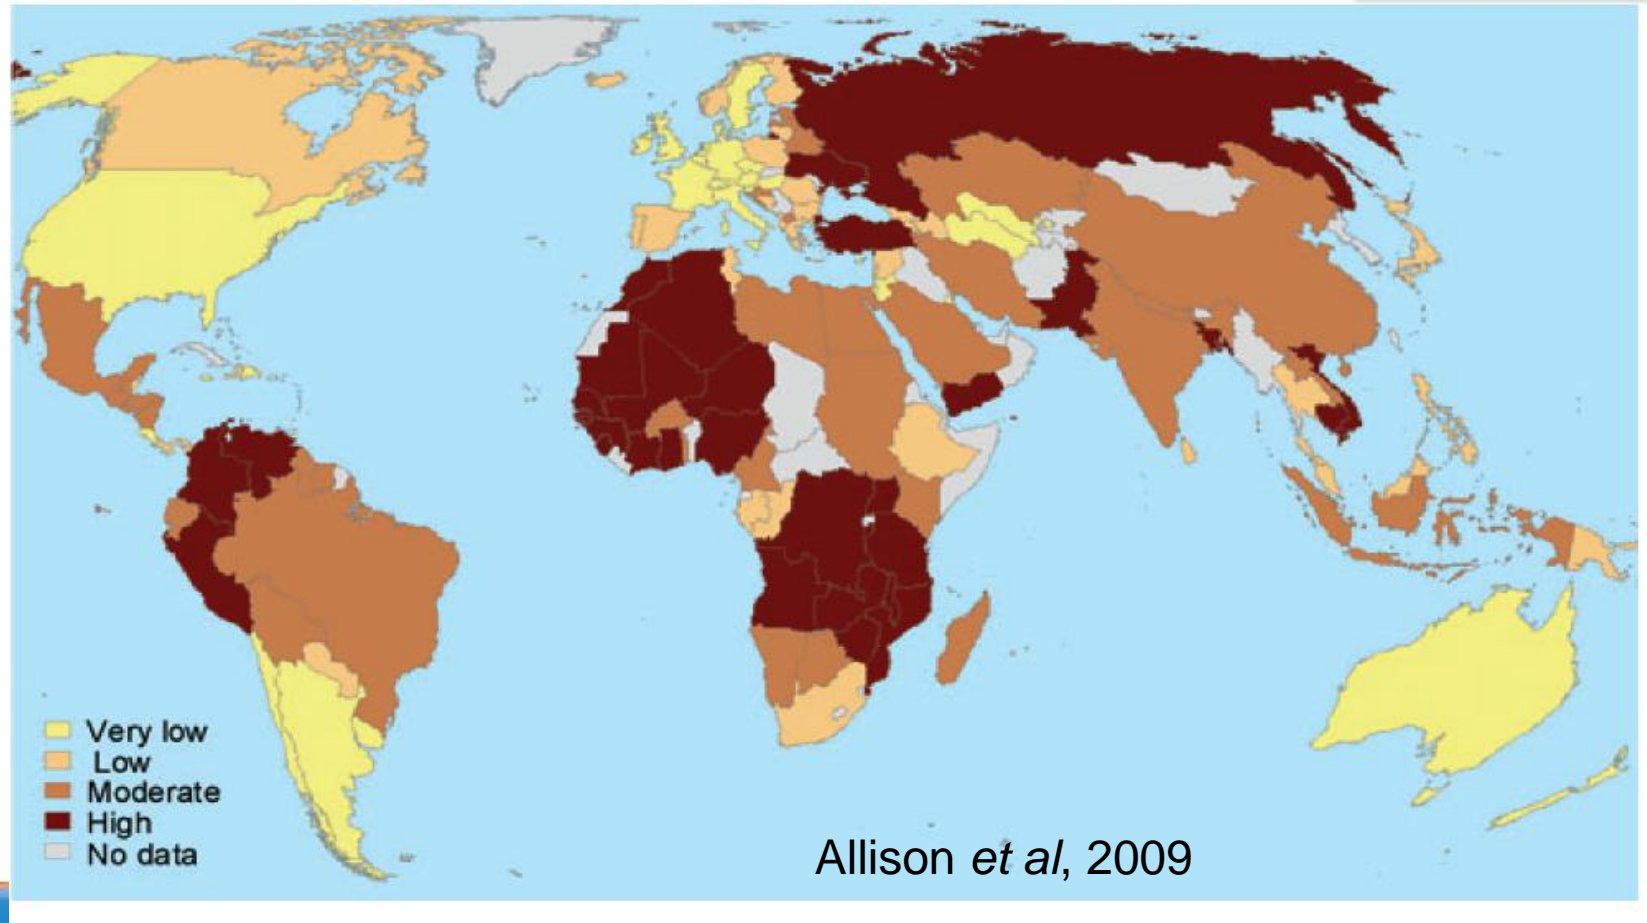 Very low
Low
Moderate
High
No data
Allison et al, 2009